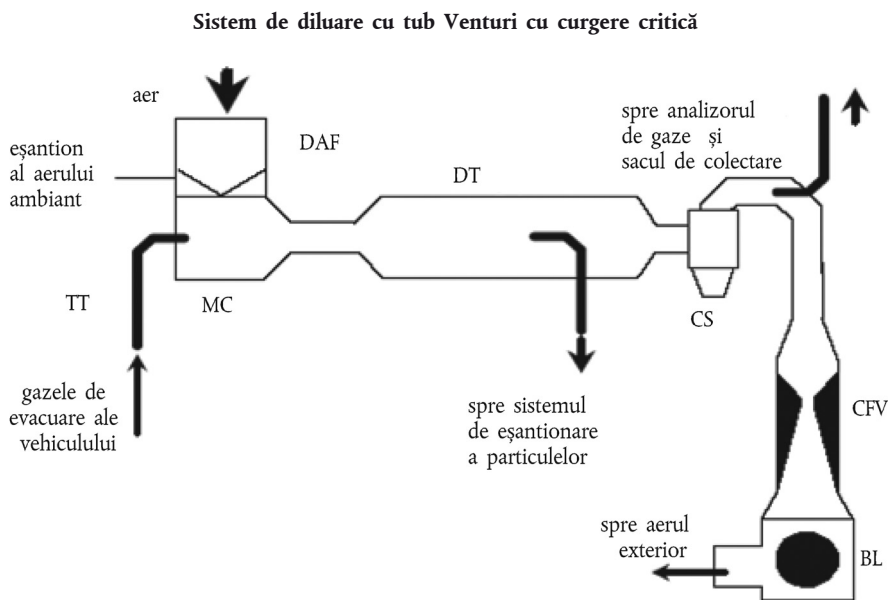 Sistem de diluare cu tub Venturi cu curgere critică
aer
DAF
eșantion
al aerului
ambiant
DT
spre analizorul
de gaze și
sacul de colectare
TT
MC
CS
gazele de
evacuare ale
vehiculului
spre sistemul
de eșantionare
a particulelor
CFV
spre aerul
exterior
BL